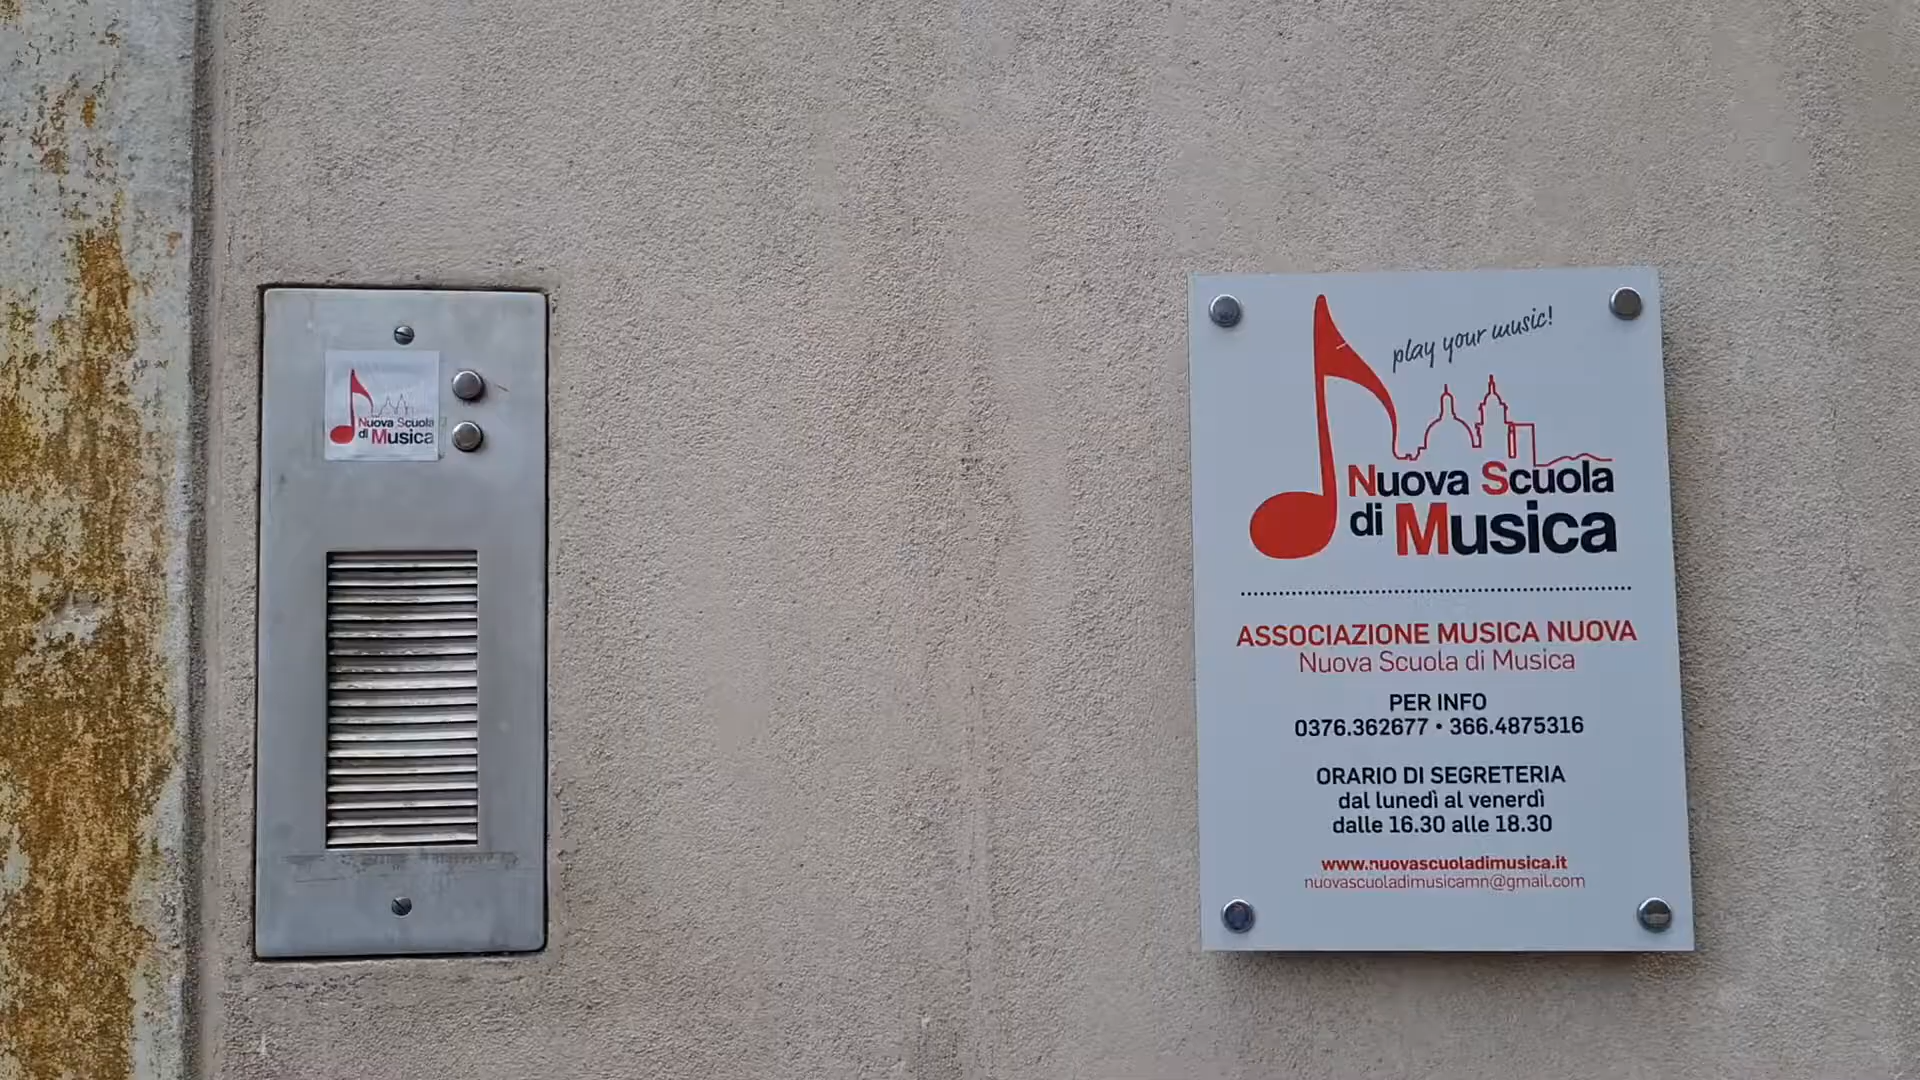 Nuova Scuola
di Musica
play your music!
Nuova Scuola
di Musica
ASSOCIAZIONE MUSICA NUOVA
Nuova Scuola di Musica
PER INFO
0376.362677 • 366.4875316
ORARIO DI SEGRETERIA
dal lunedì al venerdì
dalle 16.30 alle 18.30
www.nuovascuoladimusica.it
nuovascuoladimusicamn@gmail.com